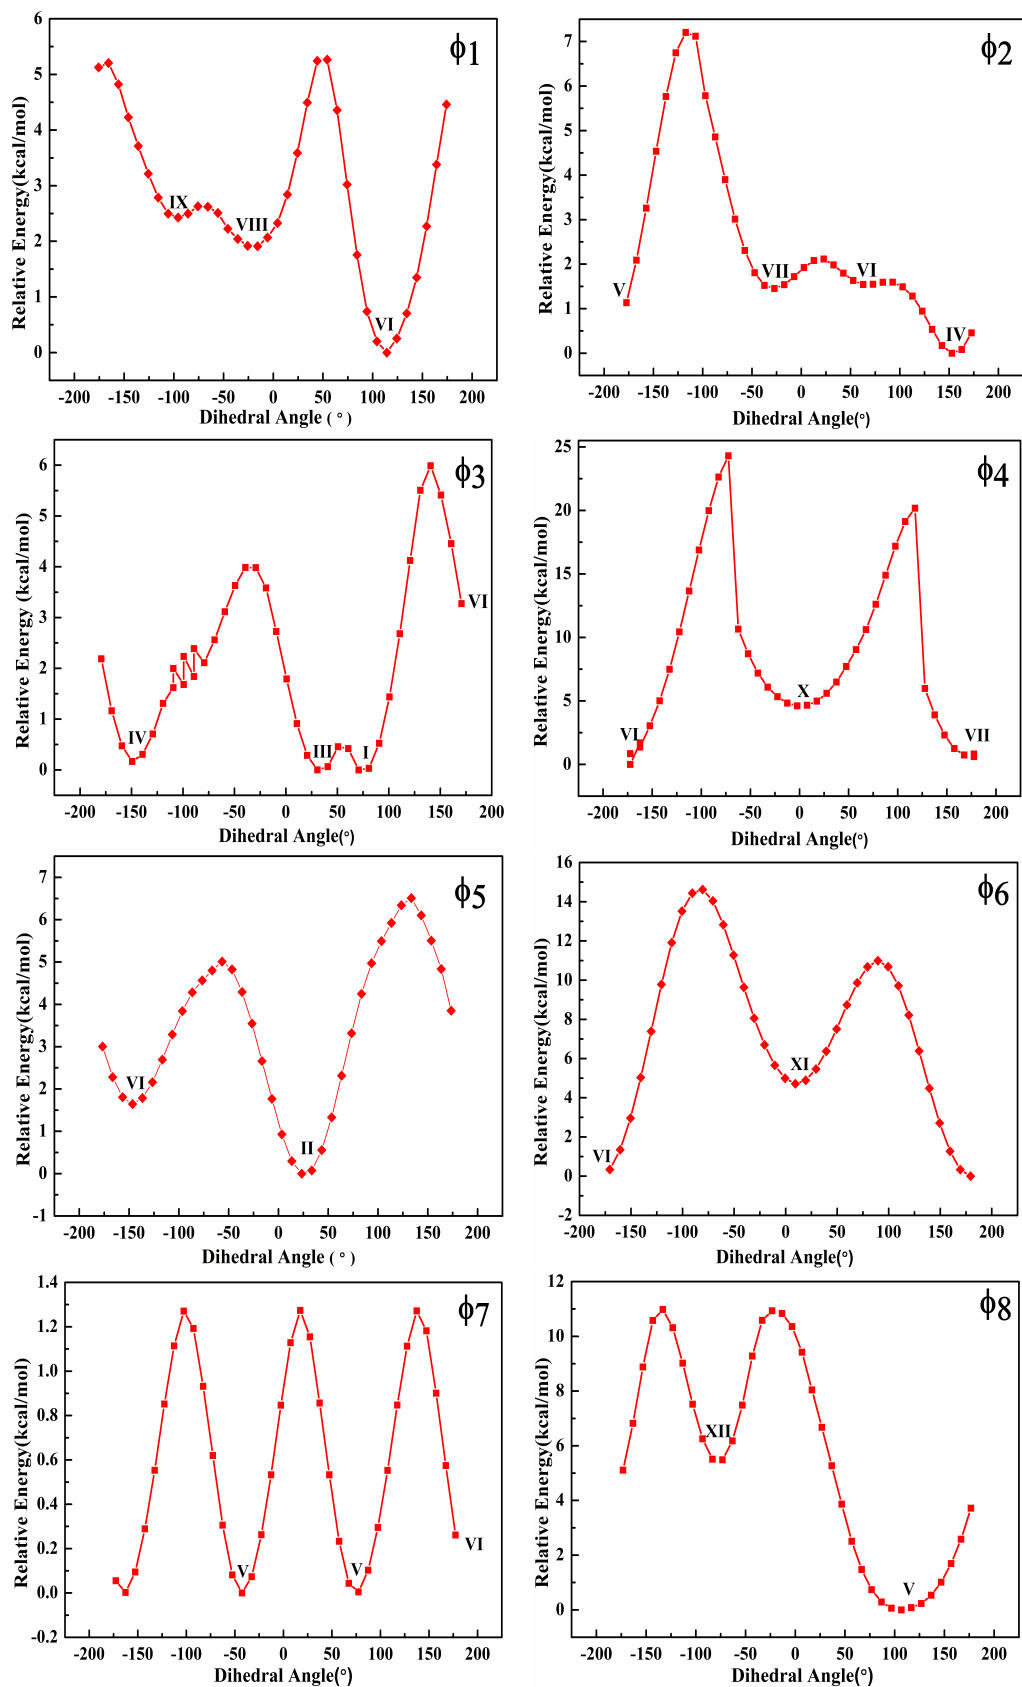 ϕ1
Relative Energy(kcal/mol)
6
5
4
3
2
1
0
IX
VIII
VI
-200 -150 -100 -50 0 50 100 150 200
Dihedral Angle ( °)
ϕ2
Relative Energy(kcal/mol)
7
6
5
4
3
2
1
0
V
VII
VI
IV
-200 -150 -100 -50 0 50 100 150 200
Dihedral Angle(°)
ϕ3
Relative Energy (kcal/mol)
6
5
4
3
2
1
0
IV
III
I
VI
-200 -150 -100 -50 0 50 100 150 200
Dihedral Angle(°)
ϕ4
Relative Energy(kcal/mol)
25
20
15
10
5
0
VI
X
VII
-200 -150 -100 -50 0 50 100 150 200
Dihedral Angle(°)
ϕ5
Relative Energy(kcal/mol)
7
6
5
4
3
2
1
0
-1
VI
II
-200 -150 -100 -50 0 50 100 150 200
Dihedral Angle ( °)
ϕ6
Relative Energy(kcal/mol)
16
14
12
10
8
6
4
2
0
-2
VI
XI
-200 -150 -100 -50 0 50 100 150 200
Dihedral Angle(°)
ϕ7
Relative Energy(kcal/mol)
1.4
1.2
1.0
0.8
0.6
0.4
0.2
0.0
-0.2
V
V
VI
-200 -150 -100 -50 0 50 100 150 200
Dihedral Angle(°)
ϕ8
Relative Energy(kcal/mol)
12
10
8
6
4
2
0
XII
V
-200 -150 -100 -50 0 50 100 150 200
Dihedral Angle(°)